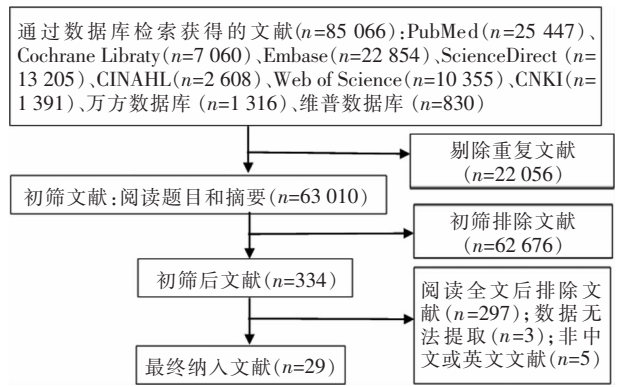 通过数据库检索获得的文献(n=85 066):PubMed(n=25 447)、
Cochrane Libraty(n=7 060)、Embase(n=22 854)、ScienceDirect (n=
13 205)、CINAHL(n=2 608)、Web of Science(n=10 355)、CNKI(n=
1 391)、万方数据库 (n=1 316)、维普数据库 (n=830)
剔除重复文献
(n=22 056)
初筛文献:阅读题目和摘要(n=63 010)
初筛排除文献
(n=62 676)
初筛后文献(n=334)
阅读全文后排除文
献(n=297);数据无
法提取(n=3);非中
文或英文文献(n=5)
最终纳入文献(n=29)